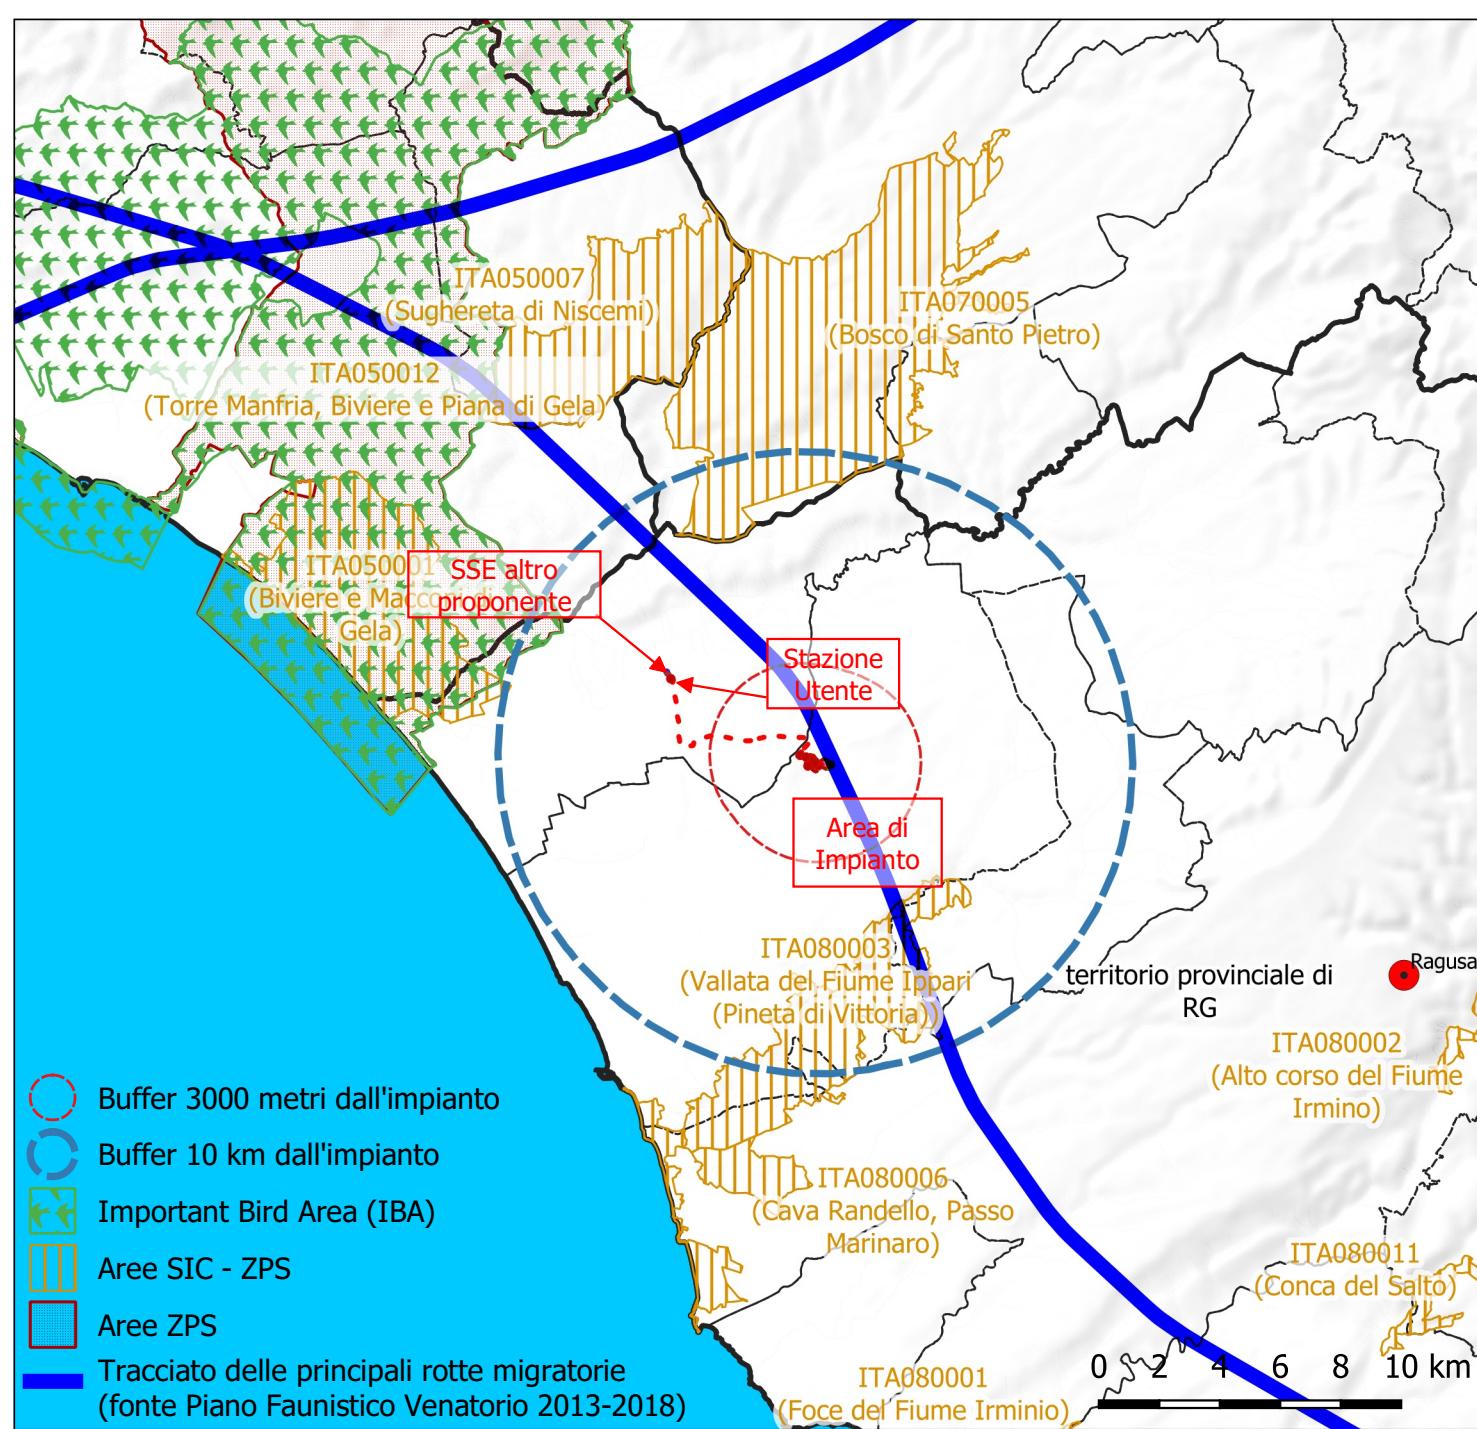 ITA050007
(Sughereta di Niscemi)
ITA070005
(Bosco di Santo Pietro)
ITA050012
(Torre Manfria, Biviere e Piana di Gela)
ITA050001
(Biviere e Macconi di
Gela)
SSE altro
proponente
Stazione
Utente
Area di
Impianto
ITA080003
(Vallata del Fiume Ippari
(Pineta di Vittoria))
territorio provinciale di
RG
Ragusa
ITA080002
(Alto corso del Fiume
Irmino)
ITA080006
(Cava Randello, Passo
Marinaro)
ITA080011
(Conca del Salto)
ITA080001
(Foce del Fiume Irminio)
Buffer 3000 metri dall'impianto
Buffer 10 km dall'impianto
Important Bird Area (IBA)
Aree SIC - ZPS
Aree ZPS
Tracciato delle principali rotte migratorie
(fonte Piano Faunistico Venatorio 2013-2018)
0 2 4 6 8 10 km